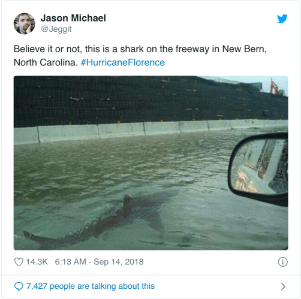 Jason Michael
@Jeggit
Believe it or not, this is a shark on the freeway in New Bern,
North Carolina. #HurricaneFlorence
14.3K 6:13 AM - Sep 14, 2018
7,427 people are talking about this